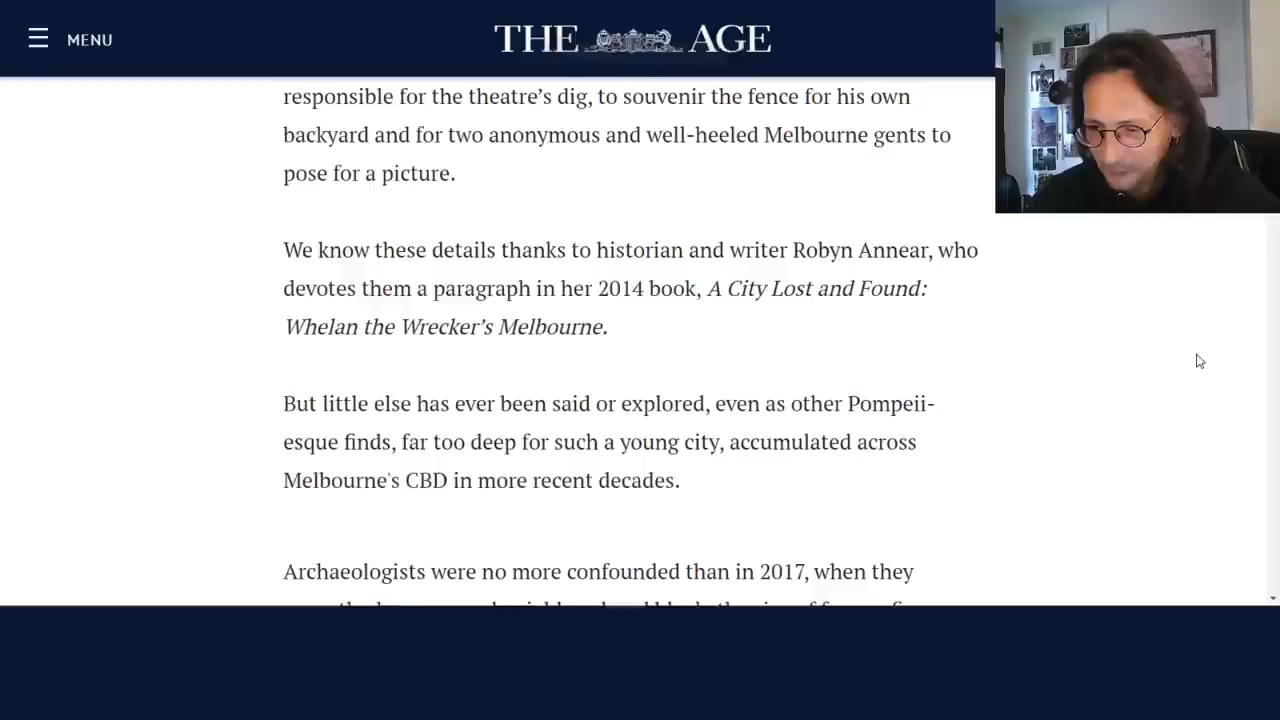 MENU
THE AGE
responsible for the theatre’s dig, to souvenir the fence for his own
backyard and for two anonymous and well-heeled Melbourne gents to
pose for a picture.
We know these details thanks to historian and writer Robyn Annear, who
devotes them a paragraph in her 2014 book, A City Lost and Found:
Whelan the Wrecker’s Melbourne.
But little else has ever been said or explored, even as other Pompeii-
esque finds, far too deep for such a young city, accumulated across
Melbourne's CBD in more recent decades.
Archaeologists were no more confounded than in 2017, when they